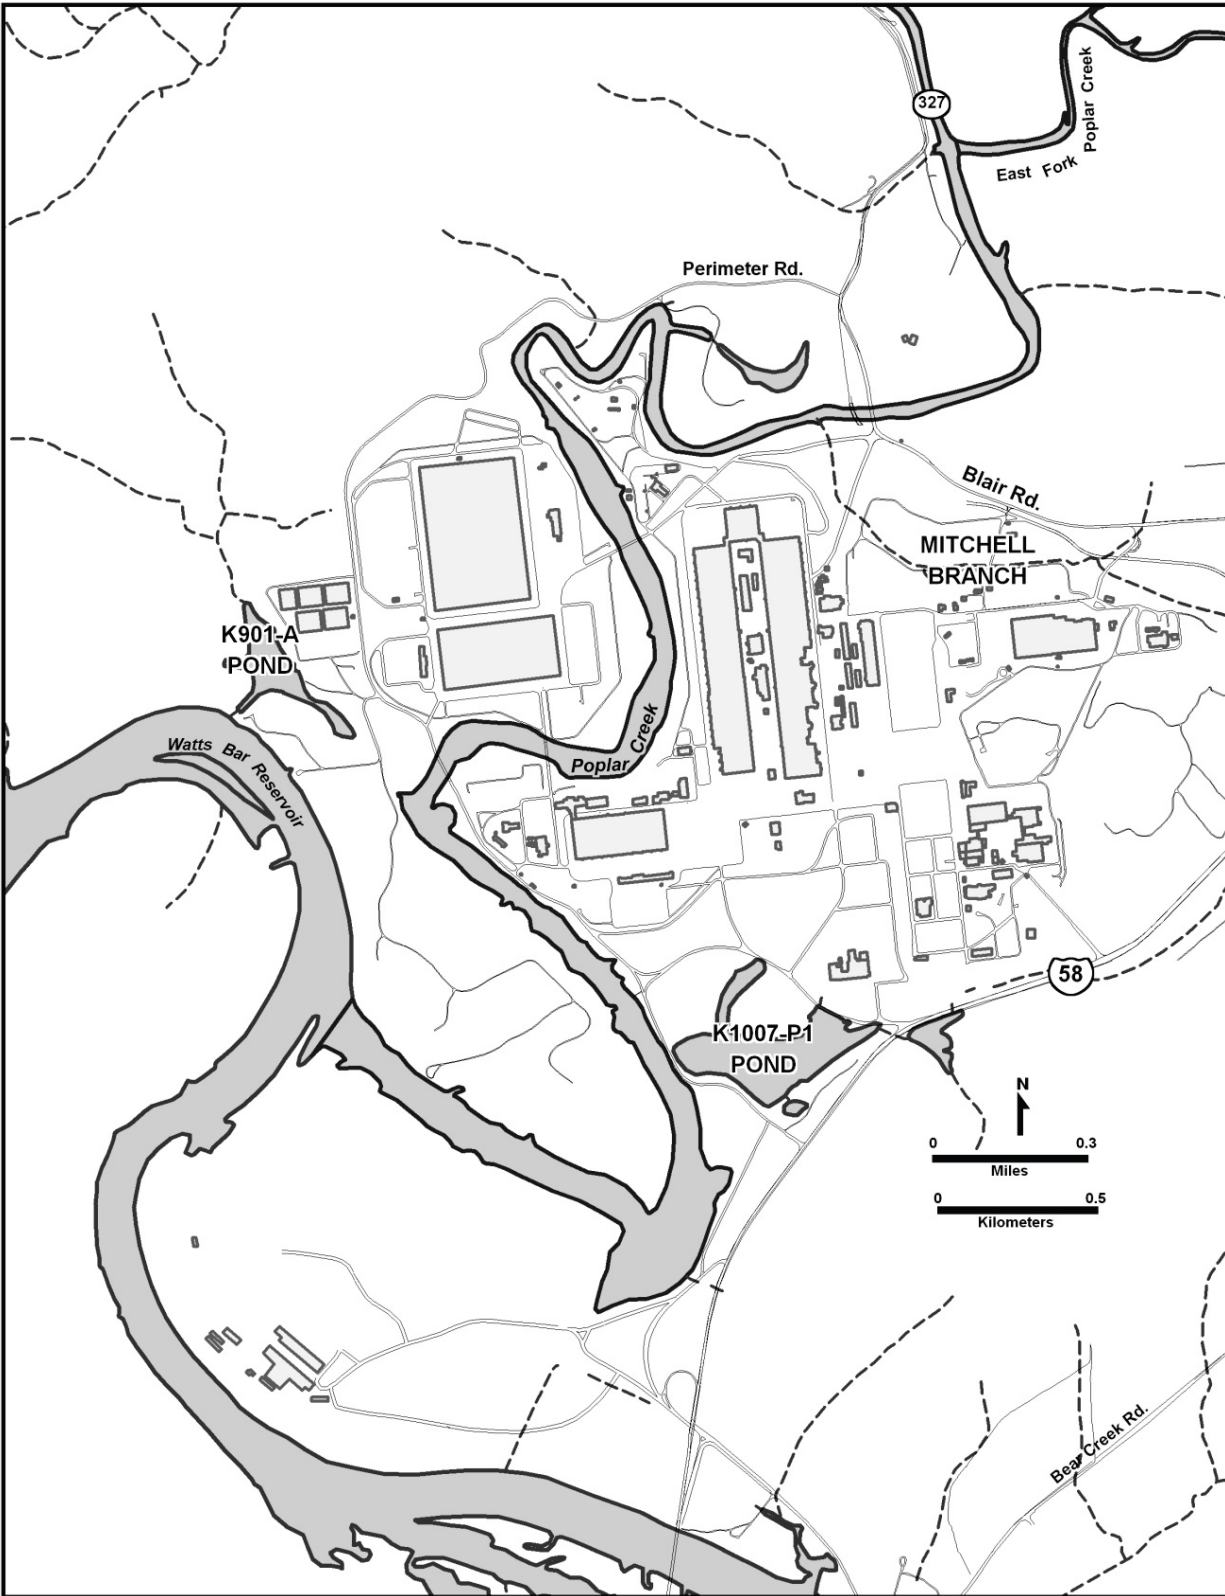 327
East Fork Poplar Creek
Perimeter Rd.
Blair Rd.
MITCHELL
BRANCH
K901-A
POND
Watts Bar Reservoir
Poplar Creek
58
K1007-P1
POND
N
0 0.3
Miles
0 0.5
Kilometers
Bear Creek Rd.